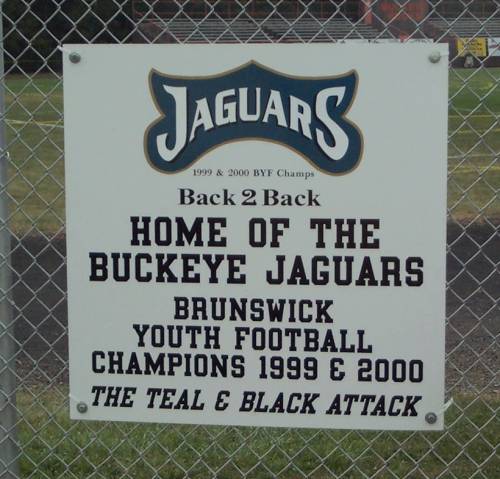 JAGUARS
1999 & 2000 BYF Champs
Back 2 Back
HOME OF THE
BUCKEYE JAGUARS
BRUNSWICK
YOUTH FOOTBALL
CHAMPIONS 1999 & 2000
THE TEAL & BLACK ATTACK